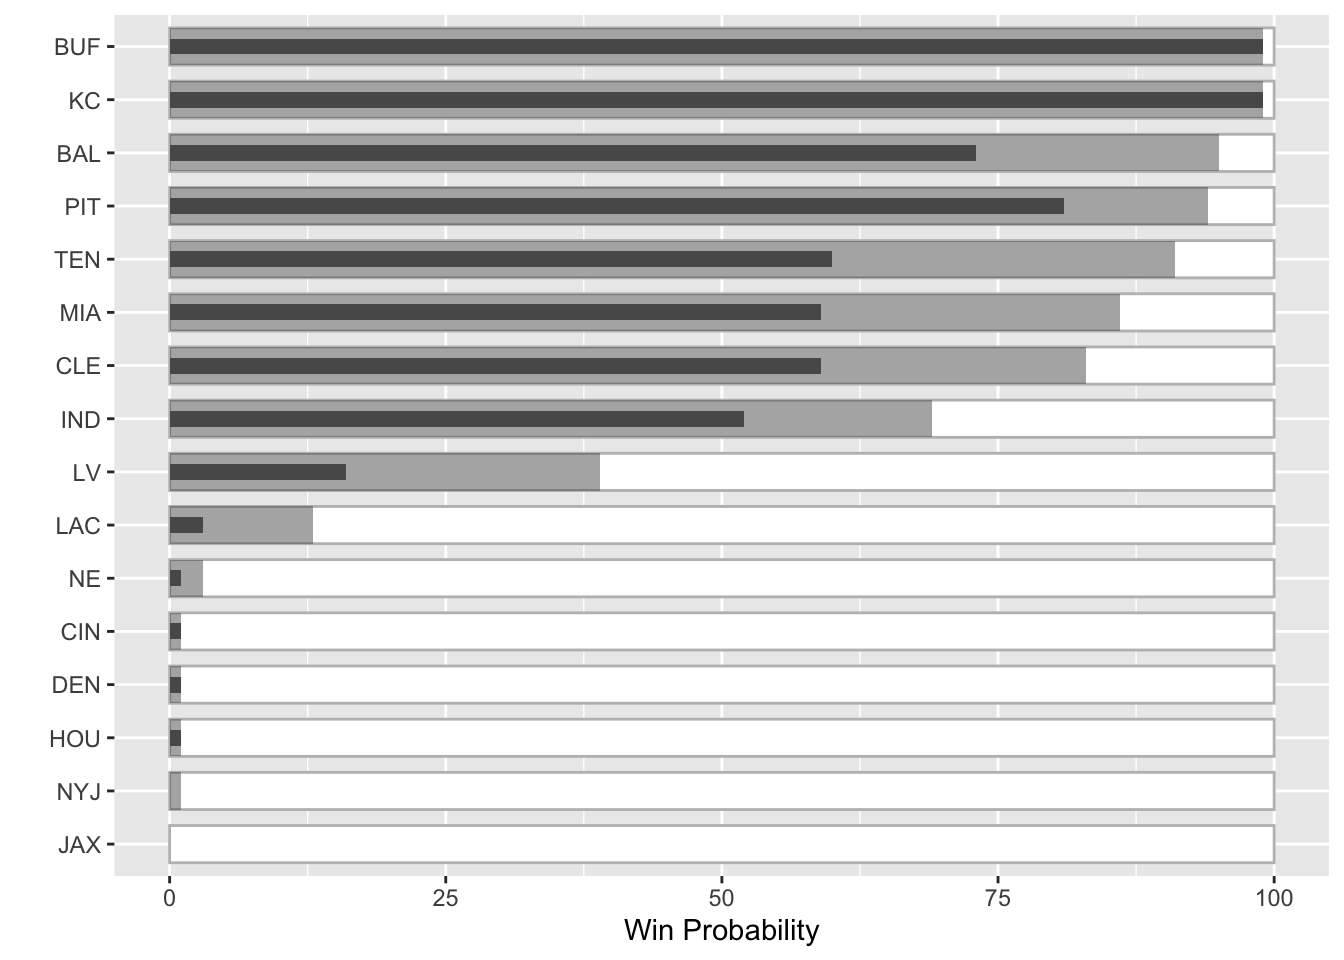 BUF
KC
BAL
PIT
TEN
MIA
CLE
IND
LV
LAC
NE
CIN
DEN
HOU
NYJ
JAX
0 25 50 75 100
Win Probability